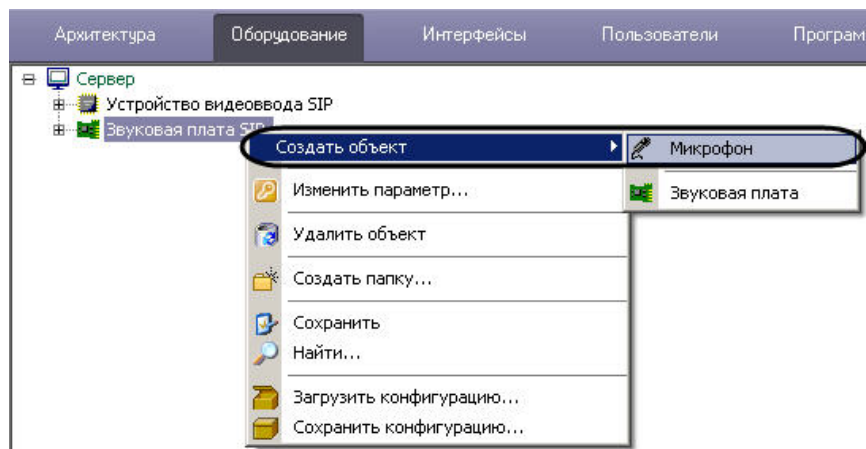 Архитектура Оборудование Интерфейсы Пользователи Програм
Сервер
Устройство видеоввода SIP
Звуковая плата SIP
Создать объект Микрофон
Изменить параметр... Звуковая плата
Удалить объект
Создать папку...
Сохранить
Найти...
Загрузить конфигурацию...
Сохранить конфигурацию...